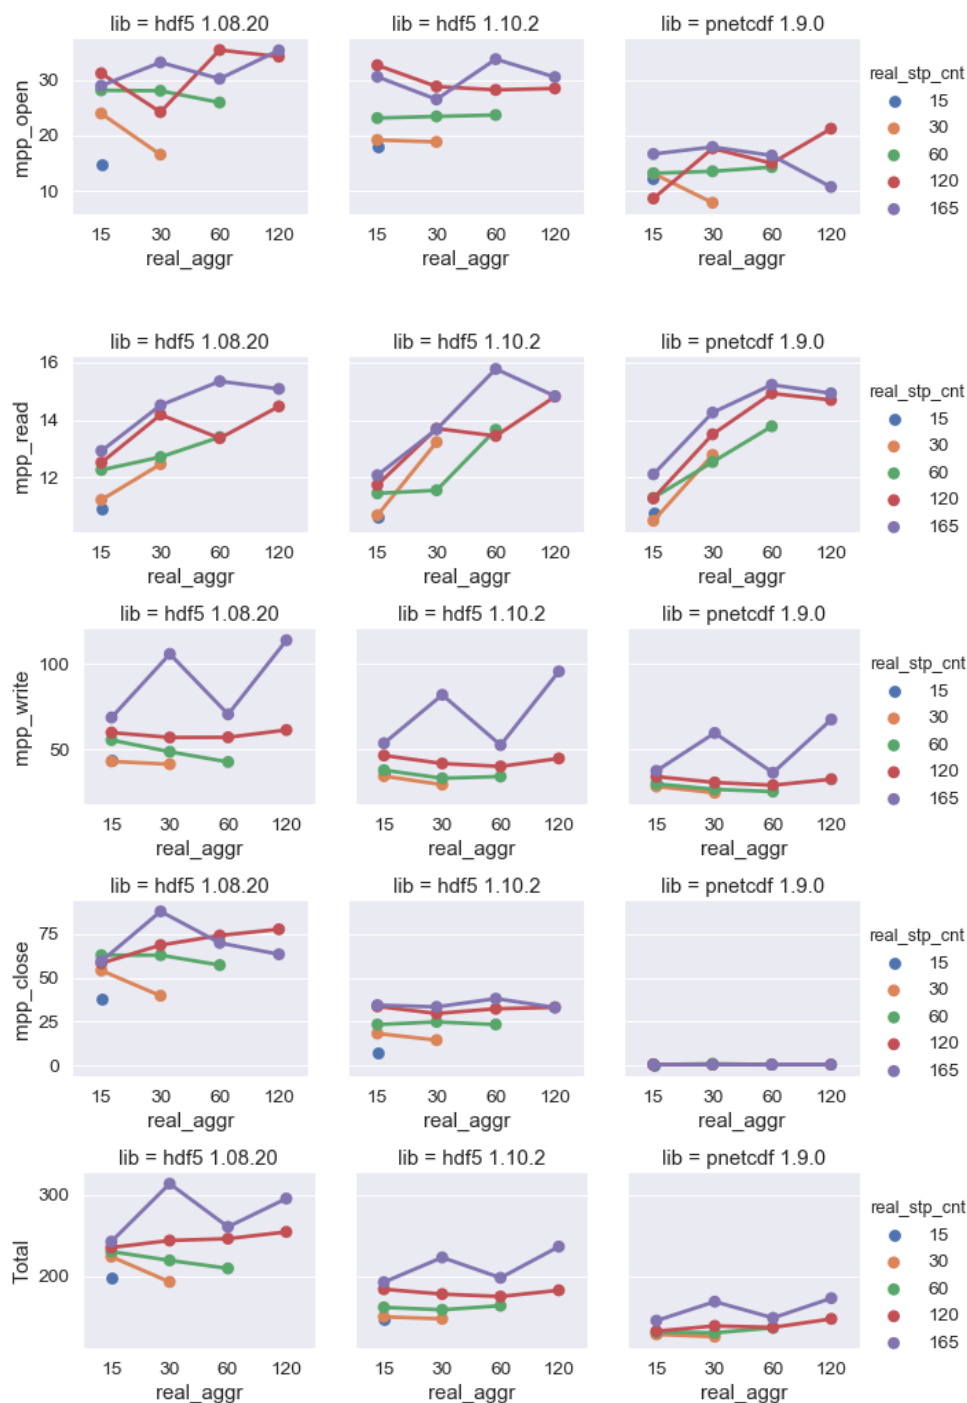 lib = hdf5 1.08.20 lib = hdf5 1.10.2 lib = pnetcdf 1.9.0
mpp_open
30
20
10
15 30 60 120 15 30 60 120 15 30 60 120
real_aggr real_aggr real_aggr
real_stp_cnt
15
30
60
120
165
lib = hdf5 1.08.20 lib = hdf5 1.10.2 lib = pnetcdf 1.9.0
mpp_read
16
14
12
15 30 60 120 15 30 60 120 15 30 60 120
real_aggr real_aggr real_aggr
real_stp_cnt
15
30
60
120
165
lib = hdf5 1.08.20 lib = hdf5 1.10.2 lib = pnetcdf 1.9.0
mpp_write
100
50
15 30 60 120 15 30 60 120 15 30 60 120
real_aggr real_aggr real_aggr
real_stp_cnt
15
30
60
120
165
lib = hdf5 1.08.20 lib = hdf5 1.10.2 lib = pnetcdf 1.9.0
mpp_close
75
50
25
0
15 30 60 120 15 30 60 120 15 30 60 120
real_aggr real_aggr real_aggr
real_stp_cnt
15
30
60
120
165
lib = hdf5 1.08.20 lib = hdf5 1.10.2 lib = pnetcdf 1.9.0
Total
300
200
15 30 60 120 15 30 60 120 15 30 60 120
real_aggr real_aggr real_aggr
real_stp_cnt
15
30
60
120
165